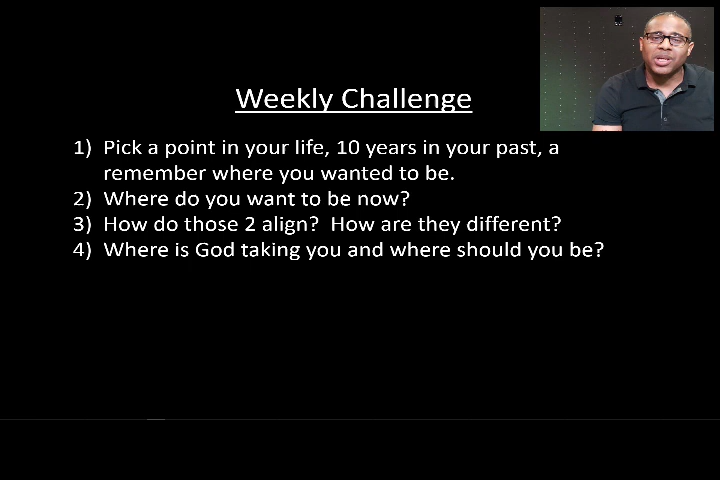 Weekly Challenge
1) Pick a point in your life, 10 years in your past, a
remember where you wanted to be.
2) Where do you want to be now?
3) How do those 2 align? How are they different?
4) Where is God taking you and where should you be?